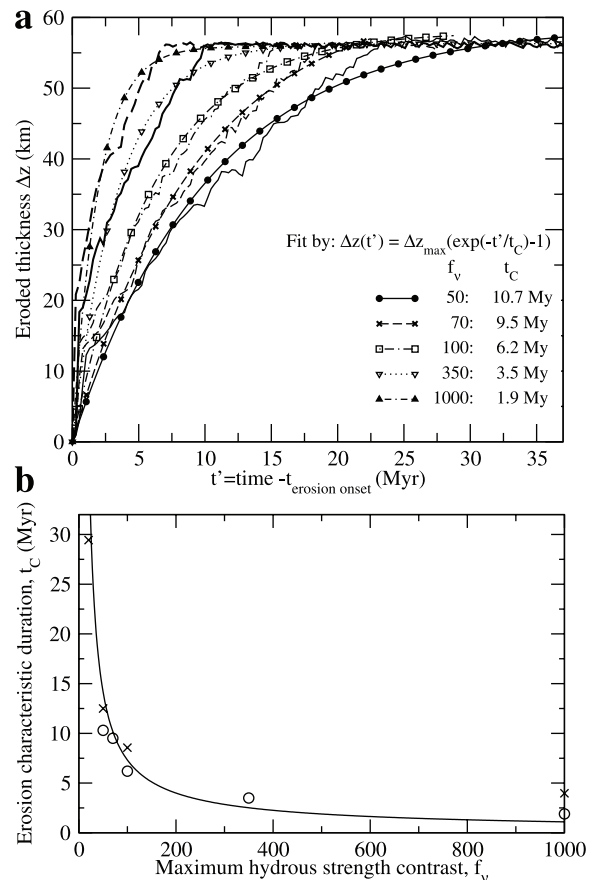 a
60
50
40
30
20
10
0
Eroded thickness Δz (km)
Fit by: Δz(t') = Δz_max(exp(-t'/t_C)-1)
f_ν t_C
50: 10.7 My
70: 9.5 My
100: 6.2 My
350: 3.5 My
1000: 1.9 My
0 5 10 15 20 25 30 35
t'=time -t_erosion onset (Myr)
b
30
25
20
15
10
5
0
Erosion characteristic duration, t_C (Myr)
0 200 400 600 800 1000
Maximum hydrous strength contrast, f_ν